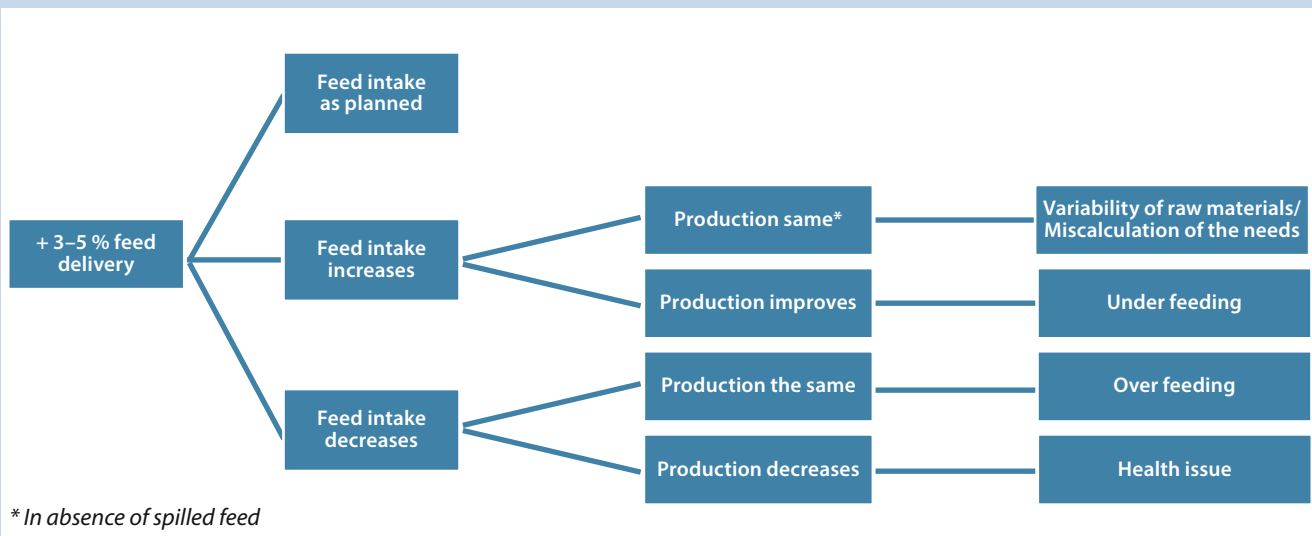 Feed intake
as planned
+ 3–5 % feed
delivery
Feed intake
increases
Production same*
Variability of raw materials/
Miscalculation of the needs
Production improves
Under feeding
Feed intake
decreases
Production the same
Over feeding
Production decreases
Health issue
* In absence of spilled feed